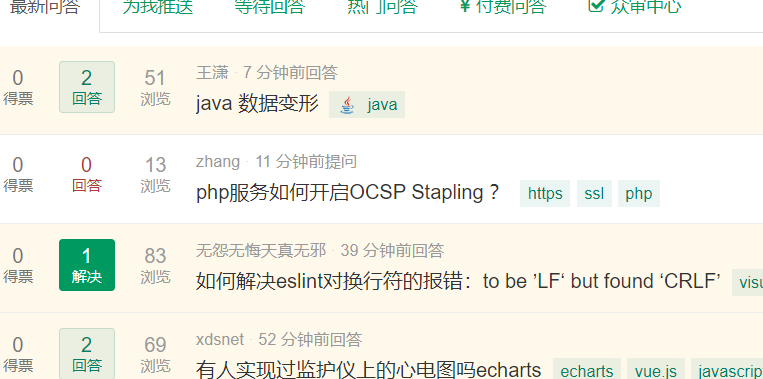 最新问答 为我推送 等待回答 热门问答 ¥ 付费问答 众审中心
0 2 51 王潇 · 7 分钟前回答
得票 回答 浏览 java 数据变形 java
0 0 13 zhang · 11 分钟前提问
得票 回答 浏览 php服务如何开启OCSP Stapling ? https ssl php
0 1 83 无怨无悔天真无邪 · 39 分钟前回答
得票 解决 浏览 如何解决eslint对换行符的报错：to be ’LF‘ but found ‘CRLF’
0 2 69 xdsnet · 52 分钟前回答
得票 回答 浏览 有人实现过监护仪上的心电图吗echarts echarts vue.js javascrip